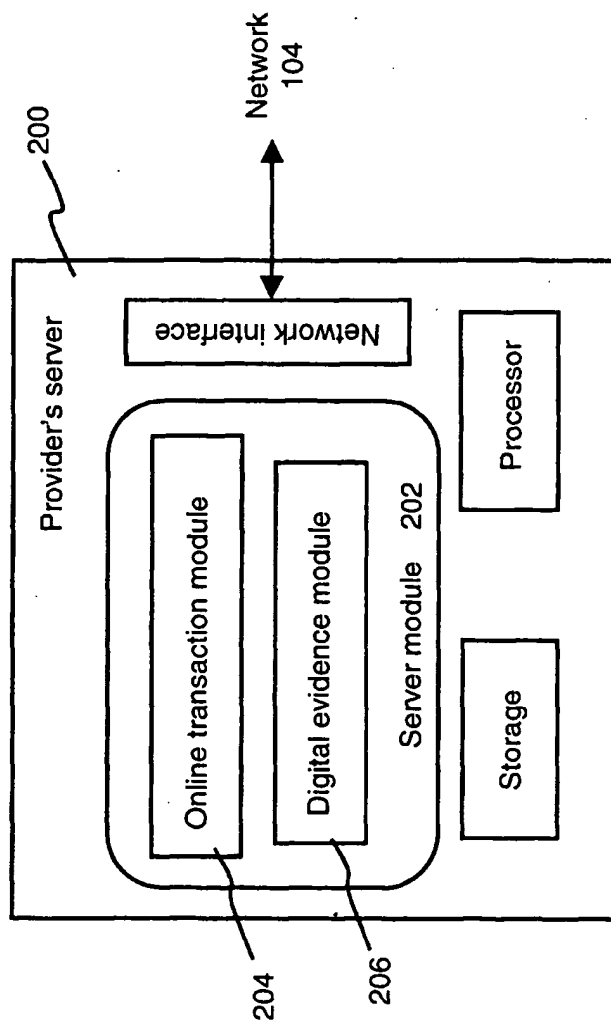 Provider's server
200
Online transaction module
Digital evidence module
Server module 202
Network interface
Network
104
Storage
Processor
204
206